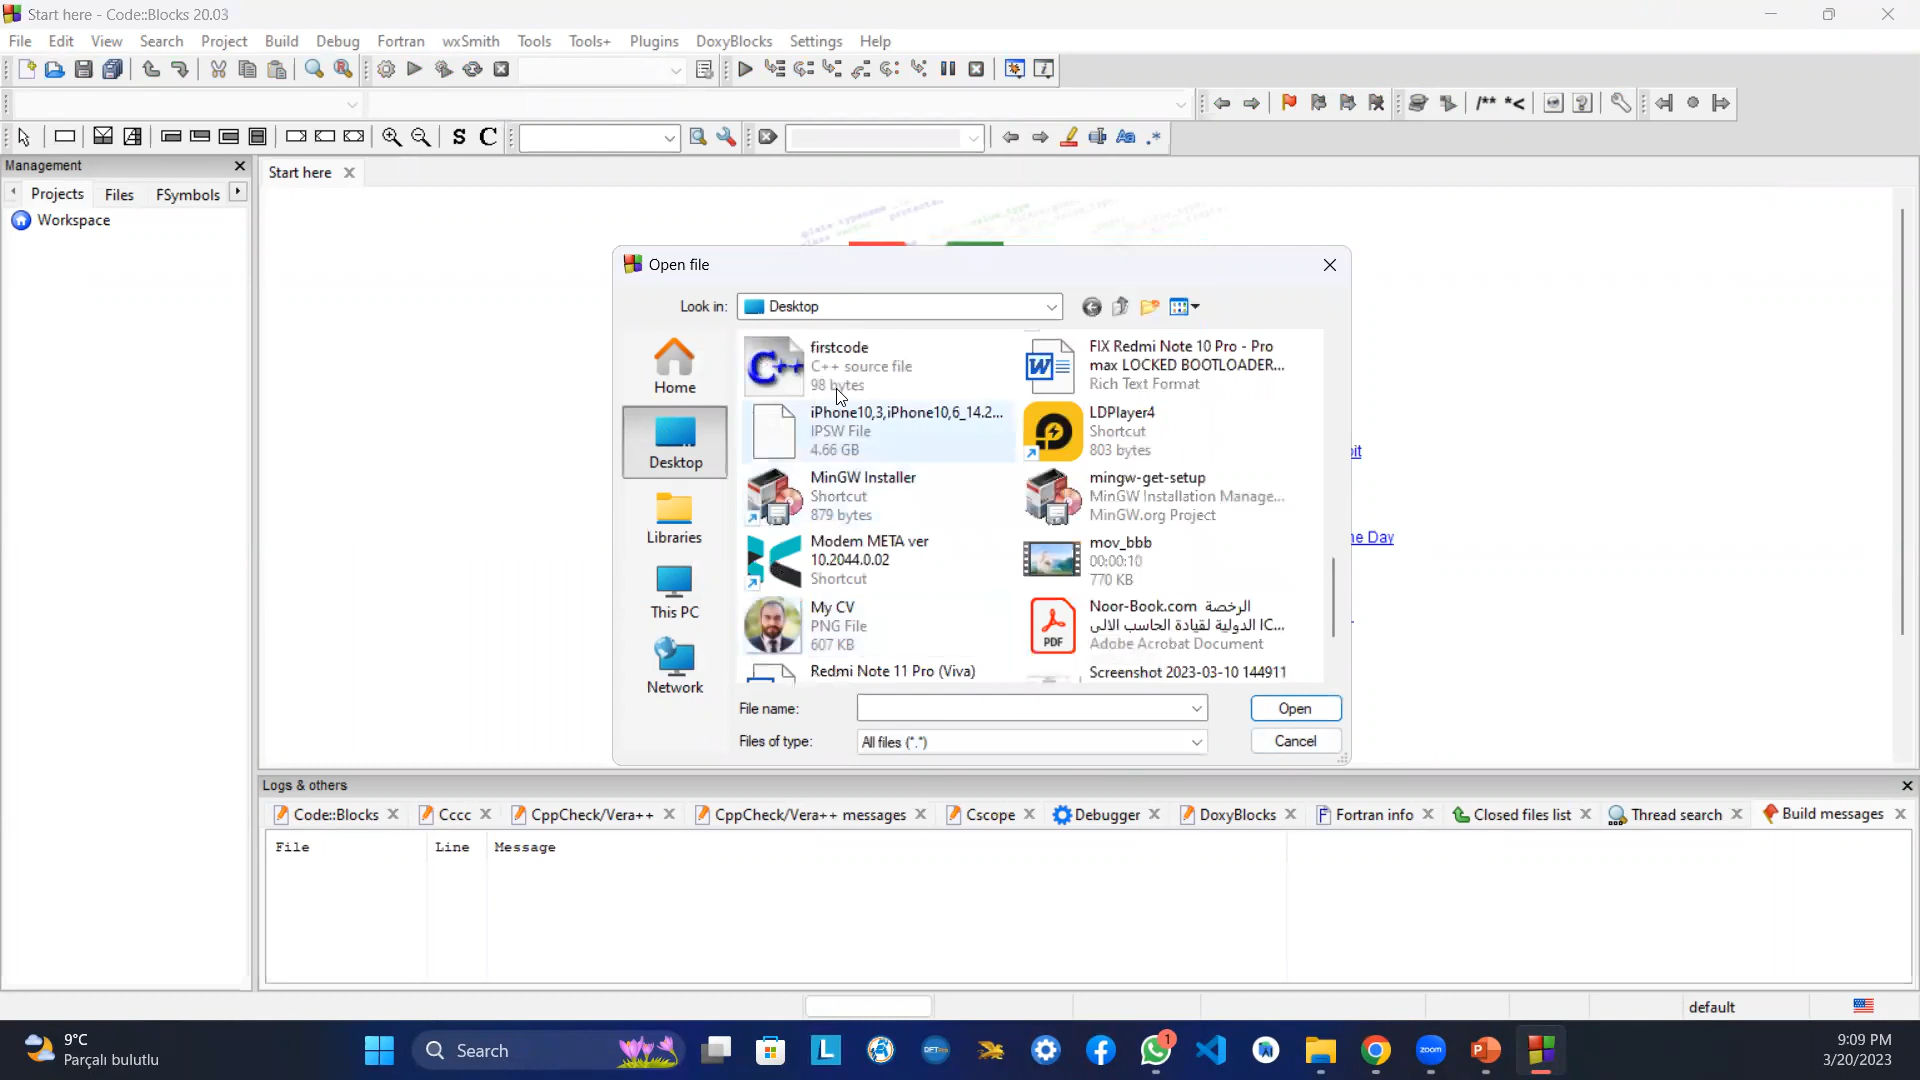 Start here - Code::Blocks 20.03
File Edit View Search Project Build Debug Fortran wxSmith Tools Tools+ Plugins DoxyBlocks Settings Help
/** *<
S C Aa .*
Management
Projects Files FSymbols
Workspace
Start here
Open file
Look in: Desktop
Home
Desktop
Libraries
This PC
Network
firstcode
C++ source file
98 bytes
FIX Redmi Note 10 Pro - Pro
max LOCKED BOOTLOADER...
Rich Text Format
iPhone10,3,iPhone10,6_14.2...
IPSW File
4.66 GB
LDPlayer4
Shortcut
803 bytes
MinGW Installer
Shortcut
879 bytes
mingw-get-setup
MinGW Installation Manage...
MinGW.org Project
Modem META ver
10.2044.0.02
Shortcut
mov_bbb
00:00:10
770 KB
My CV
PNG File
607 KB
Noor-Book.com الرخصة
الدولية لقيادة الحاسب الالى IC...
Adobe Acrobat Document
Redmi Note 11 Pro (Viva)
Screenshot 2023-03-10 144911
File name: Open
Files of type: All files (*.*) Cancel
he Day
Logs & others
Code::Blocks Cccc CppCheck/Vera++ CppCheck/Vera++ messages Cscope Debugger DoxyBlocks Fortran info Closed files list Thread search Build messages
File Line Message
default
9°C
Parçalı bulutlu
Search
zoom
1
9:09 PM
3/20/2023